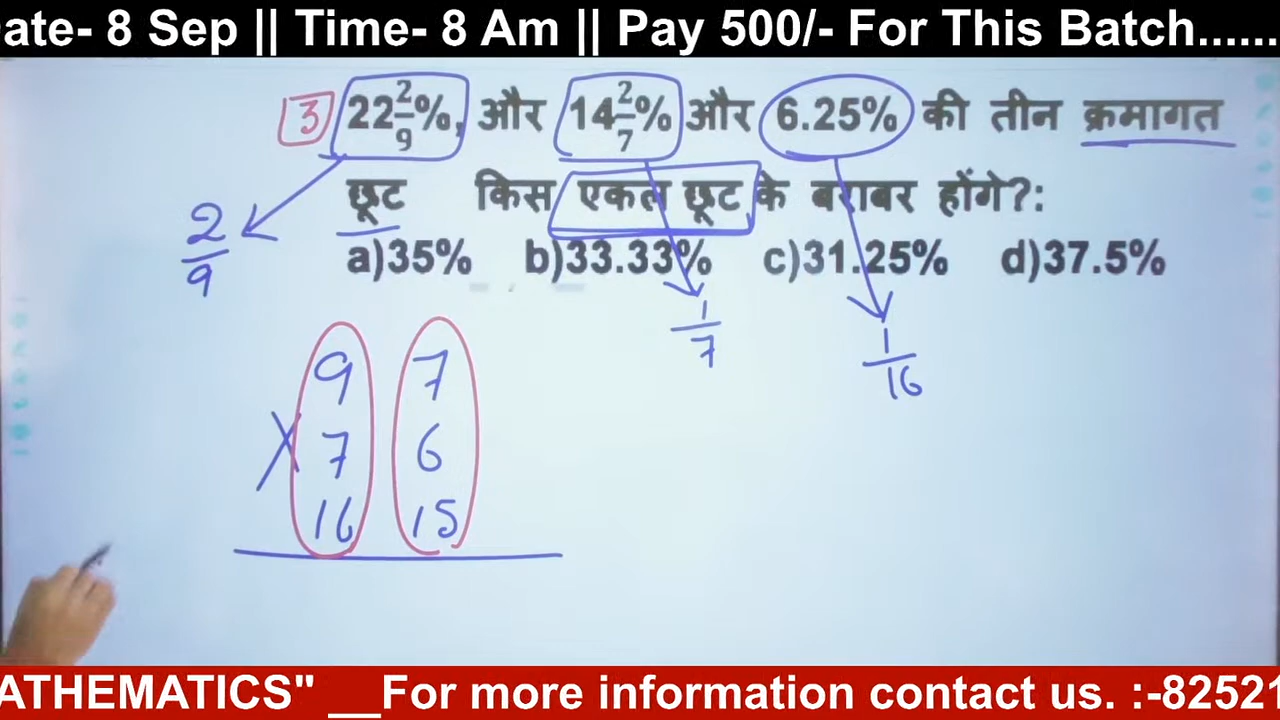 Date- 8 Sep || Time- 8 Am || Pay 500/- For This Batch......
3 22 2/9%, और 14 2/7% और 6.25% की तीन क्रमागत
छूट किस एकल छूट के बराबर होंगे?:
2/9
a)35% b)33.33% c)31.25% d)37.5%
1/7
1/16
9 7
× 7 6
16 15
ATHEMATICS" __For more information contact us. :-82521